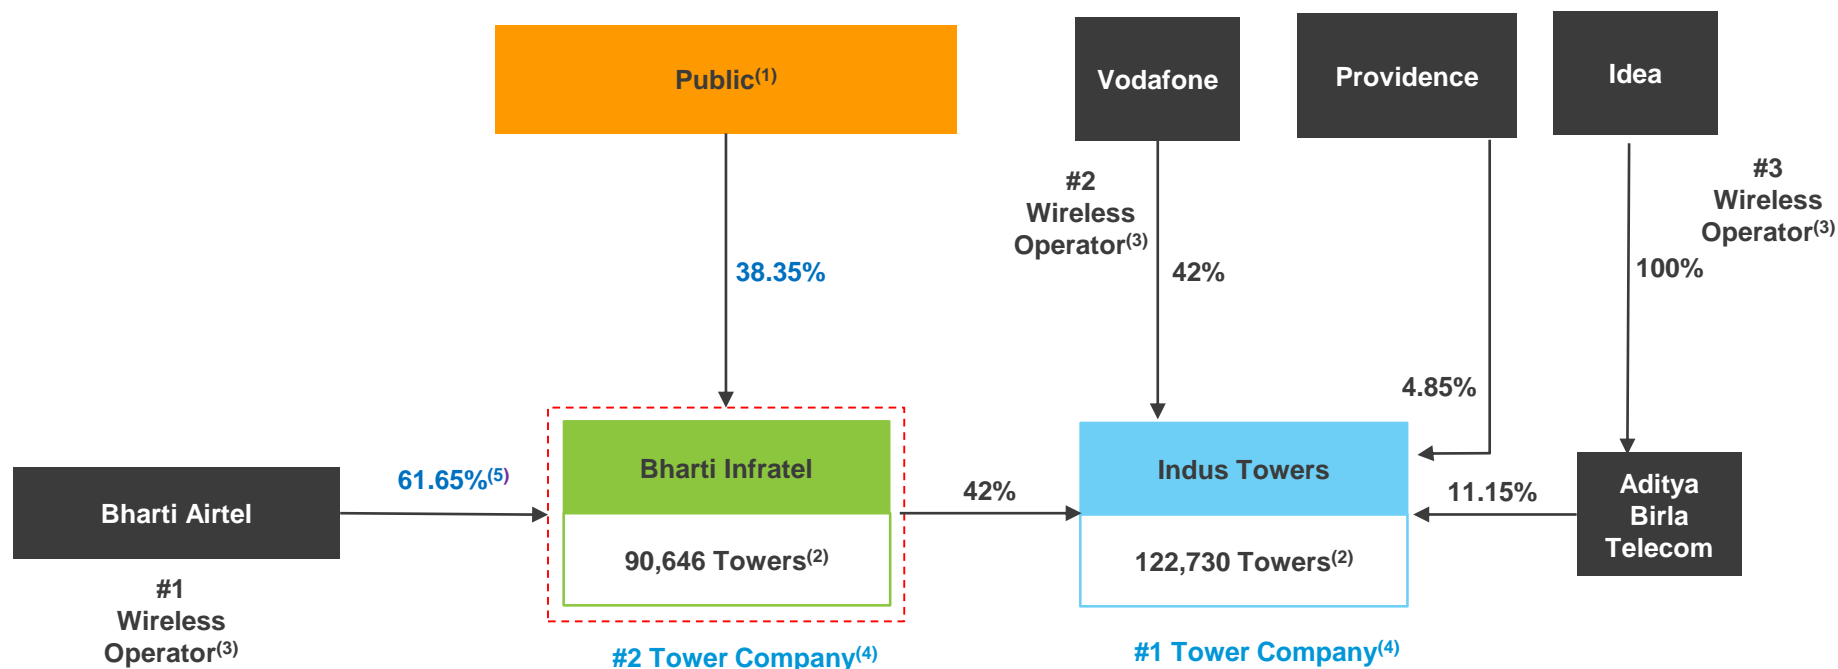 Public(1)
Vodafone
Providence
Idea
#2
Wireless
Operator(3)
#3
Wireless
Operator(3)
38.35%
42%
100%
4.85%
61.65%(5)
Bharti Infratel
42%
Indus Towers
11.15%
Aditya
Birla
Telecom
Bharti Airtel
90,646 Towers(2)
122,730 Towers(2)
#1
Wireless
Operator(3)
#2 Tower Company(4)
#1 Tower Company(4)